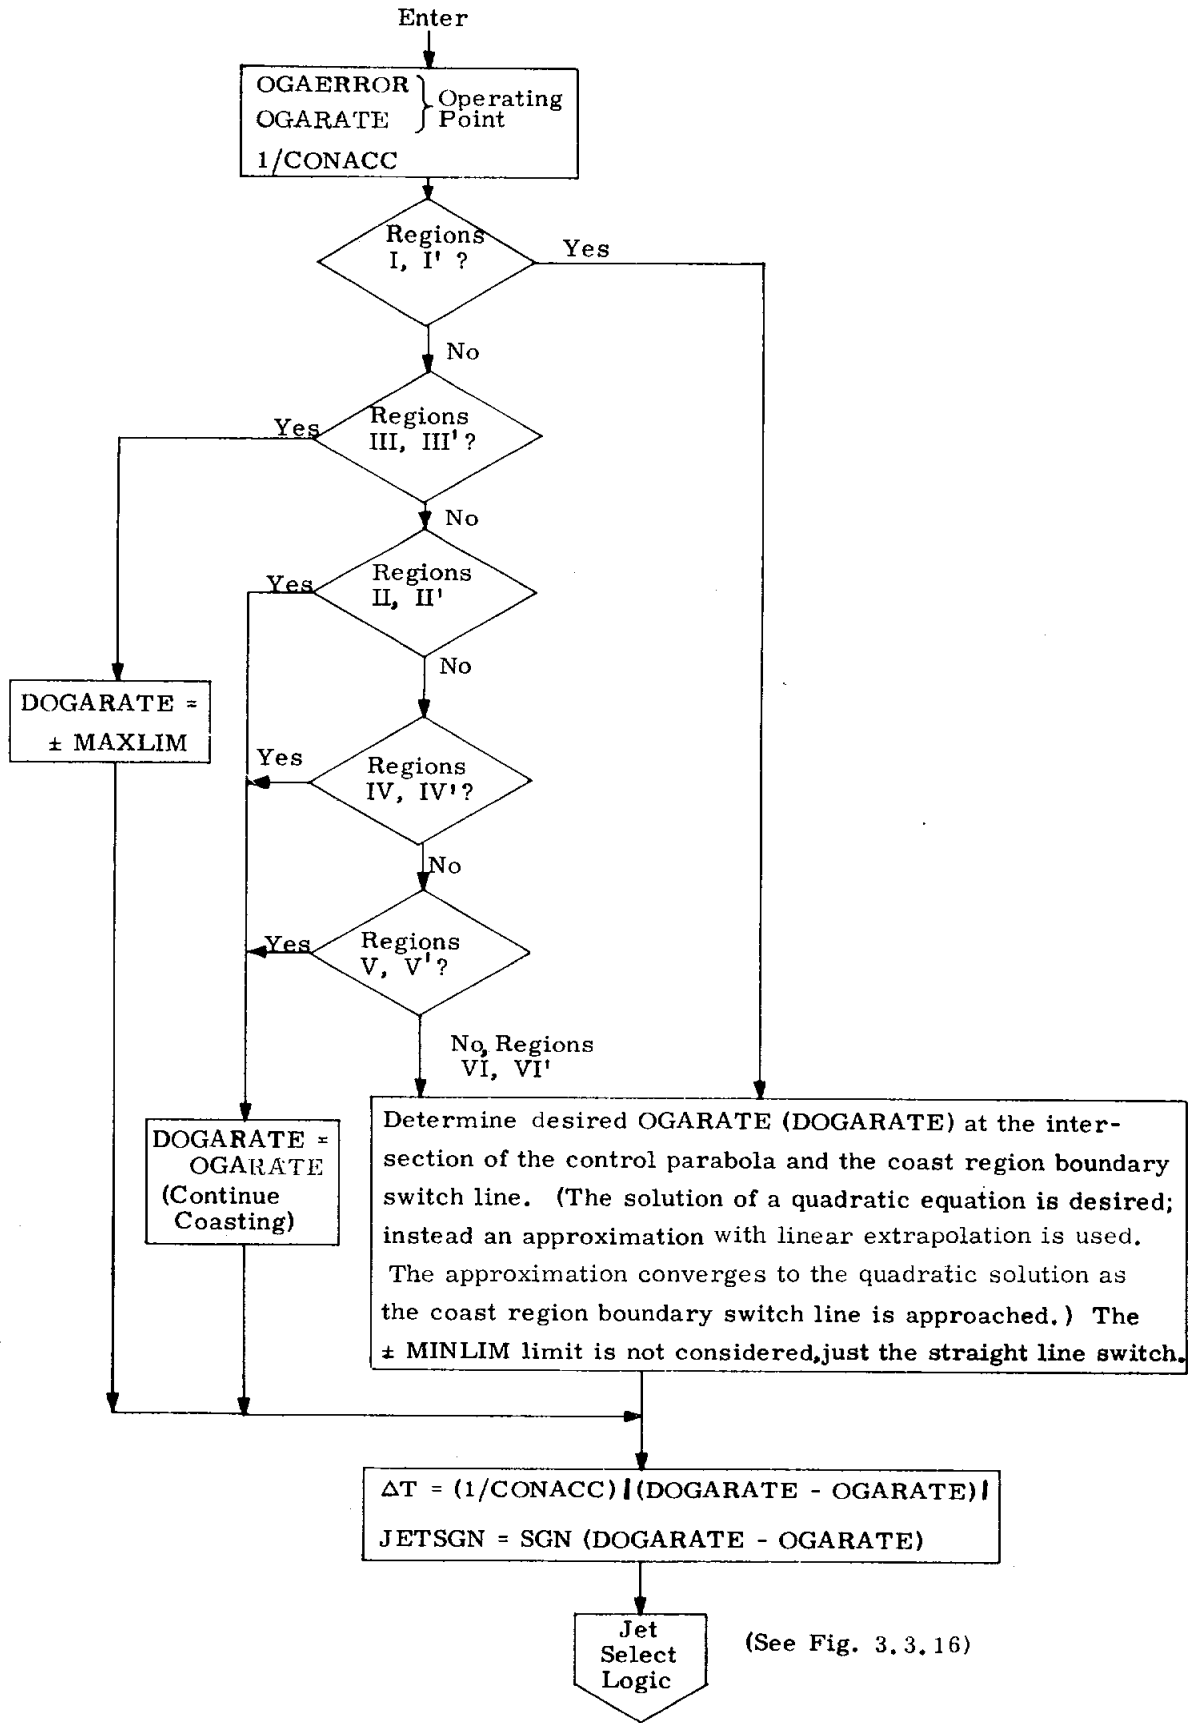 Enter
OGAERROR
OGARATE
Operating
Point
1/CONACC
Regions
I, I' ?
Yes
No
Regions
III, III' ?
Yes
No
Regions
II, II'
Yes
No
DOGARATE =
± MAXLIM
Regions
IV, IV' ?
Yes
No
Regions
V, V' ?
Yes
No, Regions
VI, VI'
DOGARATE =
OGARATE
(Continue
Coasting)
Determine desired OGARATE (DOGARATE) at the inter-
section of the control parabola and the coast region boundary
switch line. (The solution of a quadratic equation is desired;
instead an approximation with linear extrapolation is used.
The approximation converges to the quadratic solution as
the coast region boundary switch line is approached.) The
± MINLIM limit is not considered, just the straight line switch.
ΔT = (1/CONACC) |(DOGARATE - OGARATE)|
JETSGN = SGN (DOGARATE - OGARATE)
Jet
Select
Logic
(See Fig. 3.3.16)